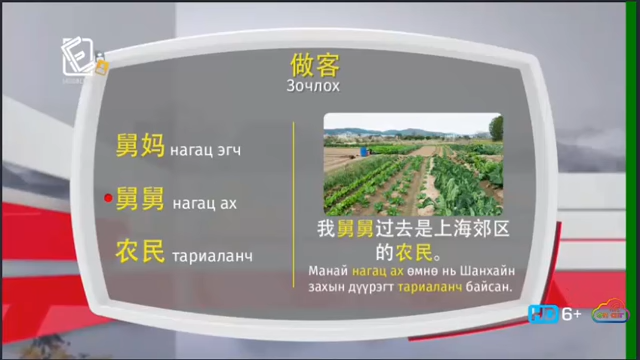 做客
Зочлох
舅妈 нагац эгч
舅舅 нагац ах
农民 тариаланч
我舅舅过去是上海郊区
的农民。
Манай нагац ах өмнө нь Шанхайн
захын дүүрэгт тариаланч байсан.
HD 6+